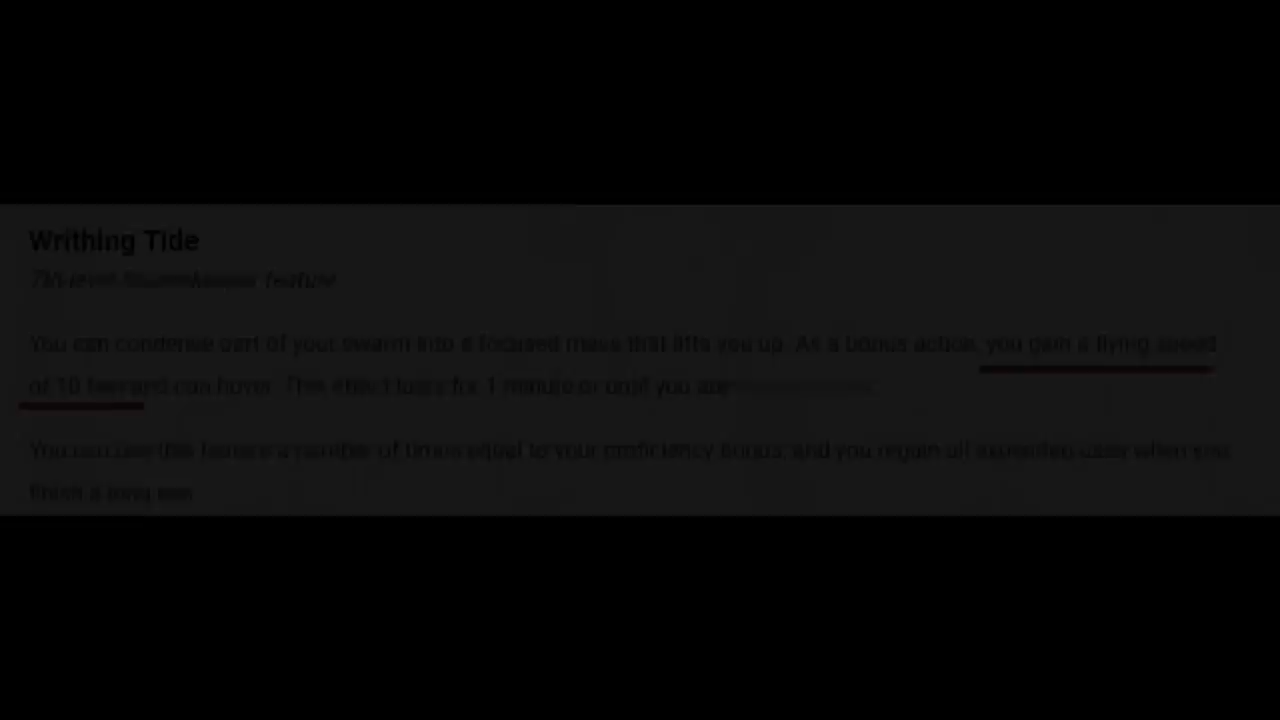 Writhing Tide
7th-level Swarmkeeper feature
You can condense part of your swarm into a focused mass that lifts you up. As a bonus action, you gain a flying speed
of 10 feet and can hover. This effect lasts for 1 minute or until you are
You can use this feature a number of times equal to your proficiency bonus, and you regain all expended uses when you
finish a long rest.